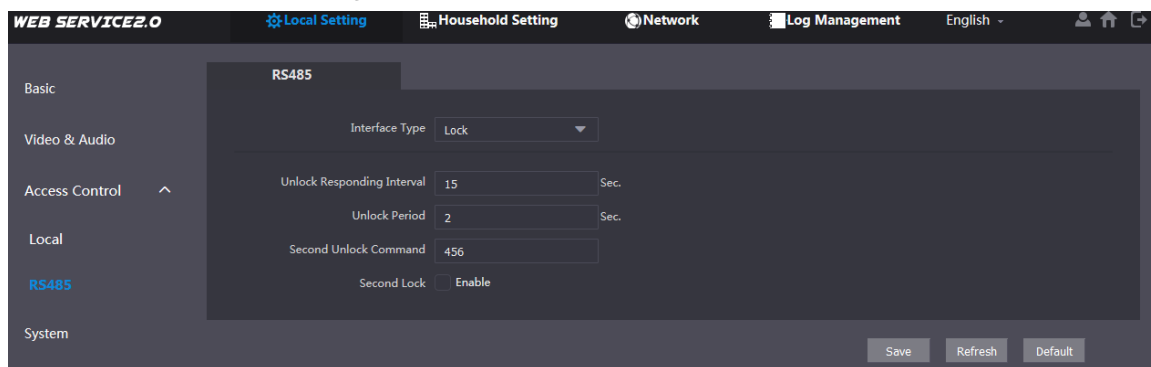 WEB SERVICE2.0 Local Setting Household Setting Network Log Management English
RS485
Basic
Interface Type Lock
Video & Audio
Access Control
Unlock Responding Interval 15 Sec.
Unlock Period 2 Sec.
Local
Second Unlock Command 456
RS485
Second Lock Enable
System
Save Refresh Default